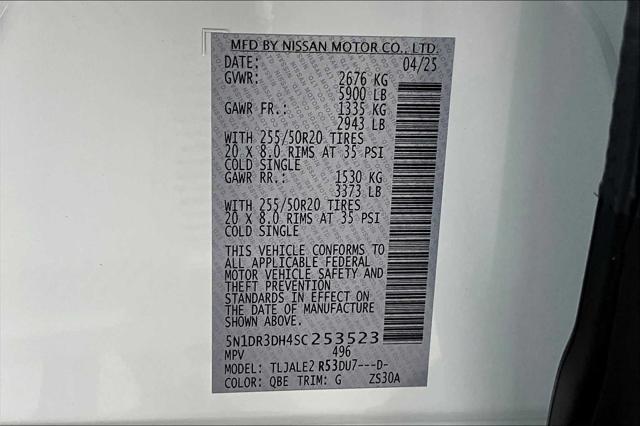 MFD BY NISSAN MOTOR CO., LTD.
DATE: 04/25
GVWR: 2676 KG
5900 LB
GAWR FR.: 1335 KG
2943 LB
WITH 255/50R20 TIRES
20 X 8.0 RIMS AT 35 PSI
COLD SINGLE
GAWR RR.: 1530 KG
3373 LB
WITH 255/50R20 TIRES
20 X 8.0 RIMS AT 35 PSI
COLD SINGLE
THIS VEHICLE CONFORMS TO
ALL APPLICABLE FEDERAL
MOTOR VEHICLE SAFETY AND
THEFT PREVENTION
STANDARDS IN EFFECT ON
THE DATE OF MANUFACTURE
SHOWN ABOVE.
5N1DR3DH4SC253523
MPV 496
MODEL: TLJALE2 R53DU7---D-
COLOR: QBE TRIM: G ZS30A